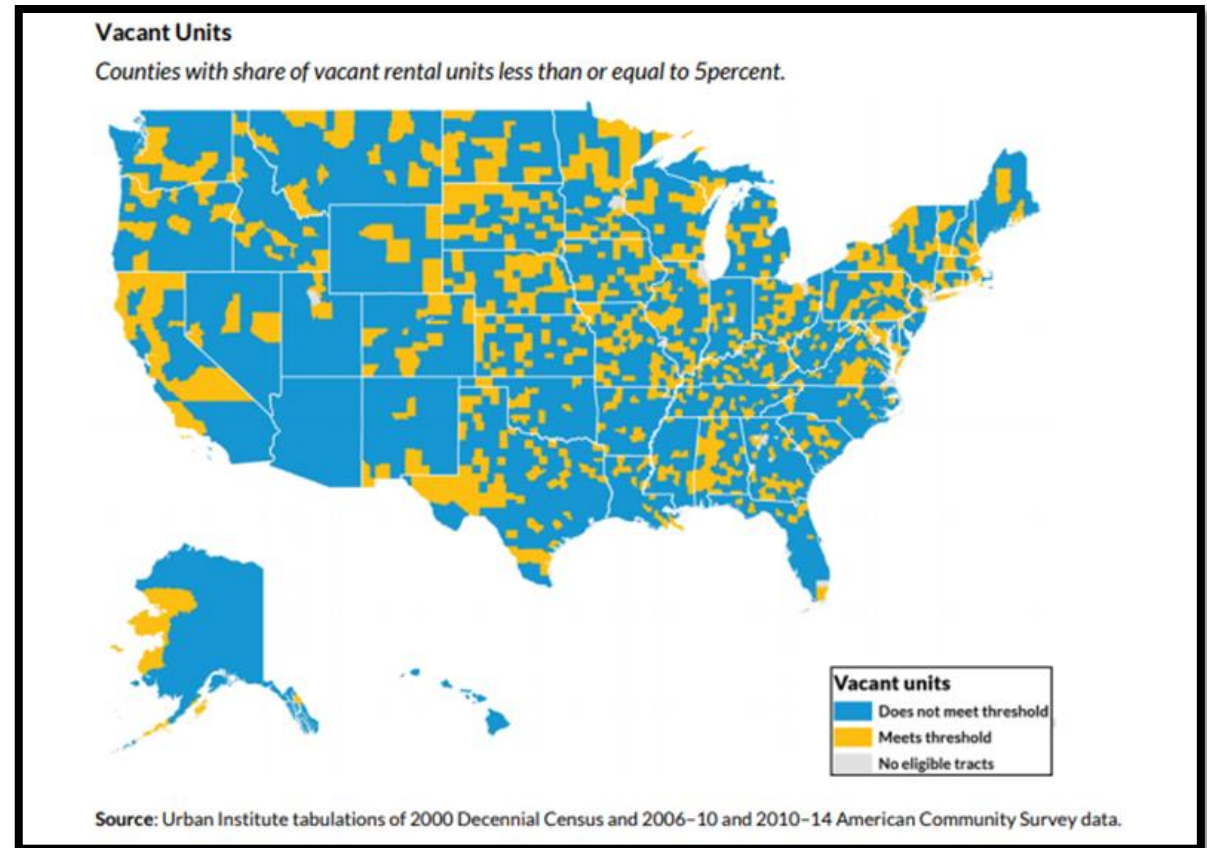 Vacant Units
Counties with share of vacant rental units less than or equal to 5percent.
Vacant units
Does not meet threshold
Meets threshold
No eligible tracts
Source: Urban Institute tabulations of 2000 Decennial Census and 2006–10 and 2010–14 American Community Survey data.